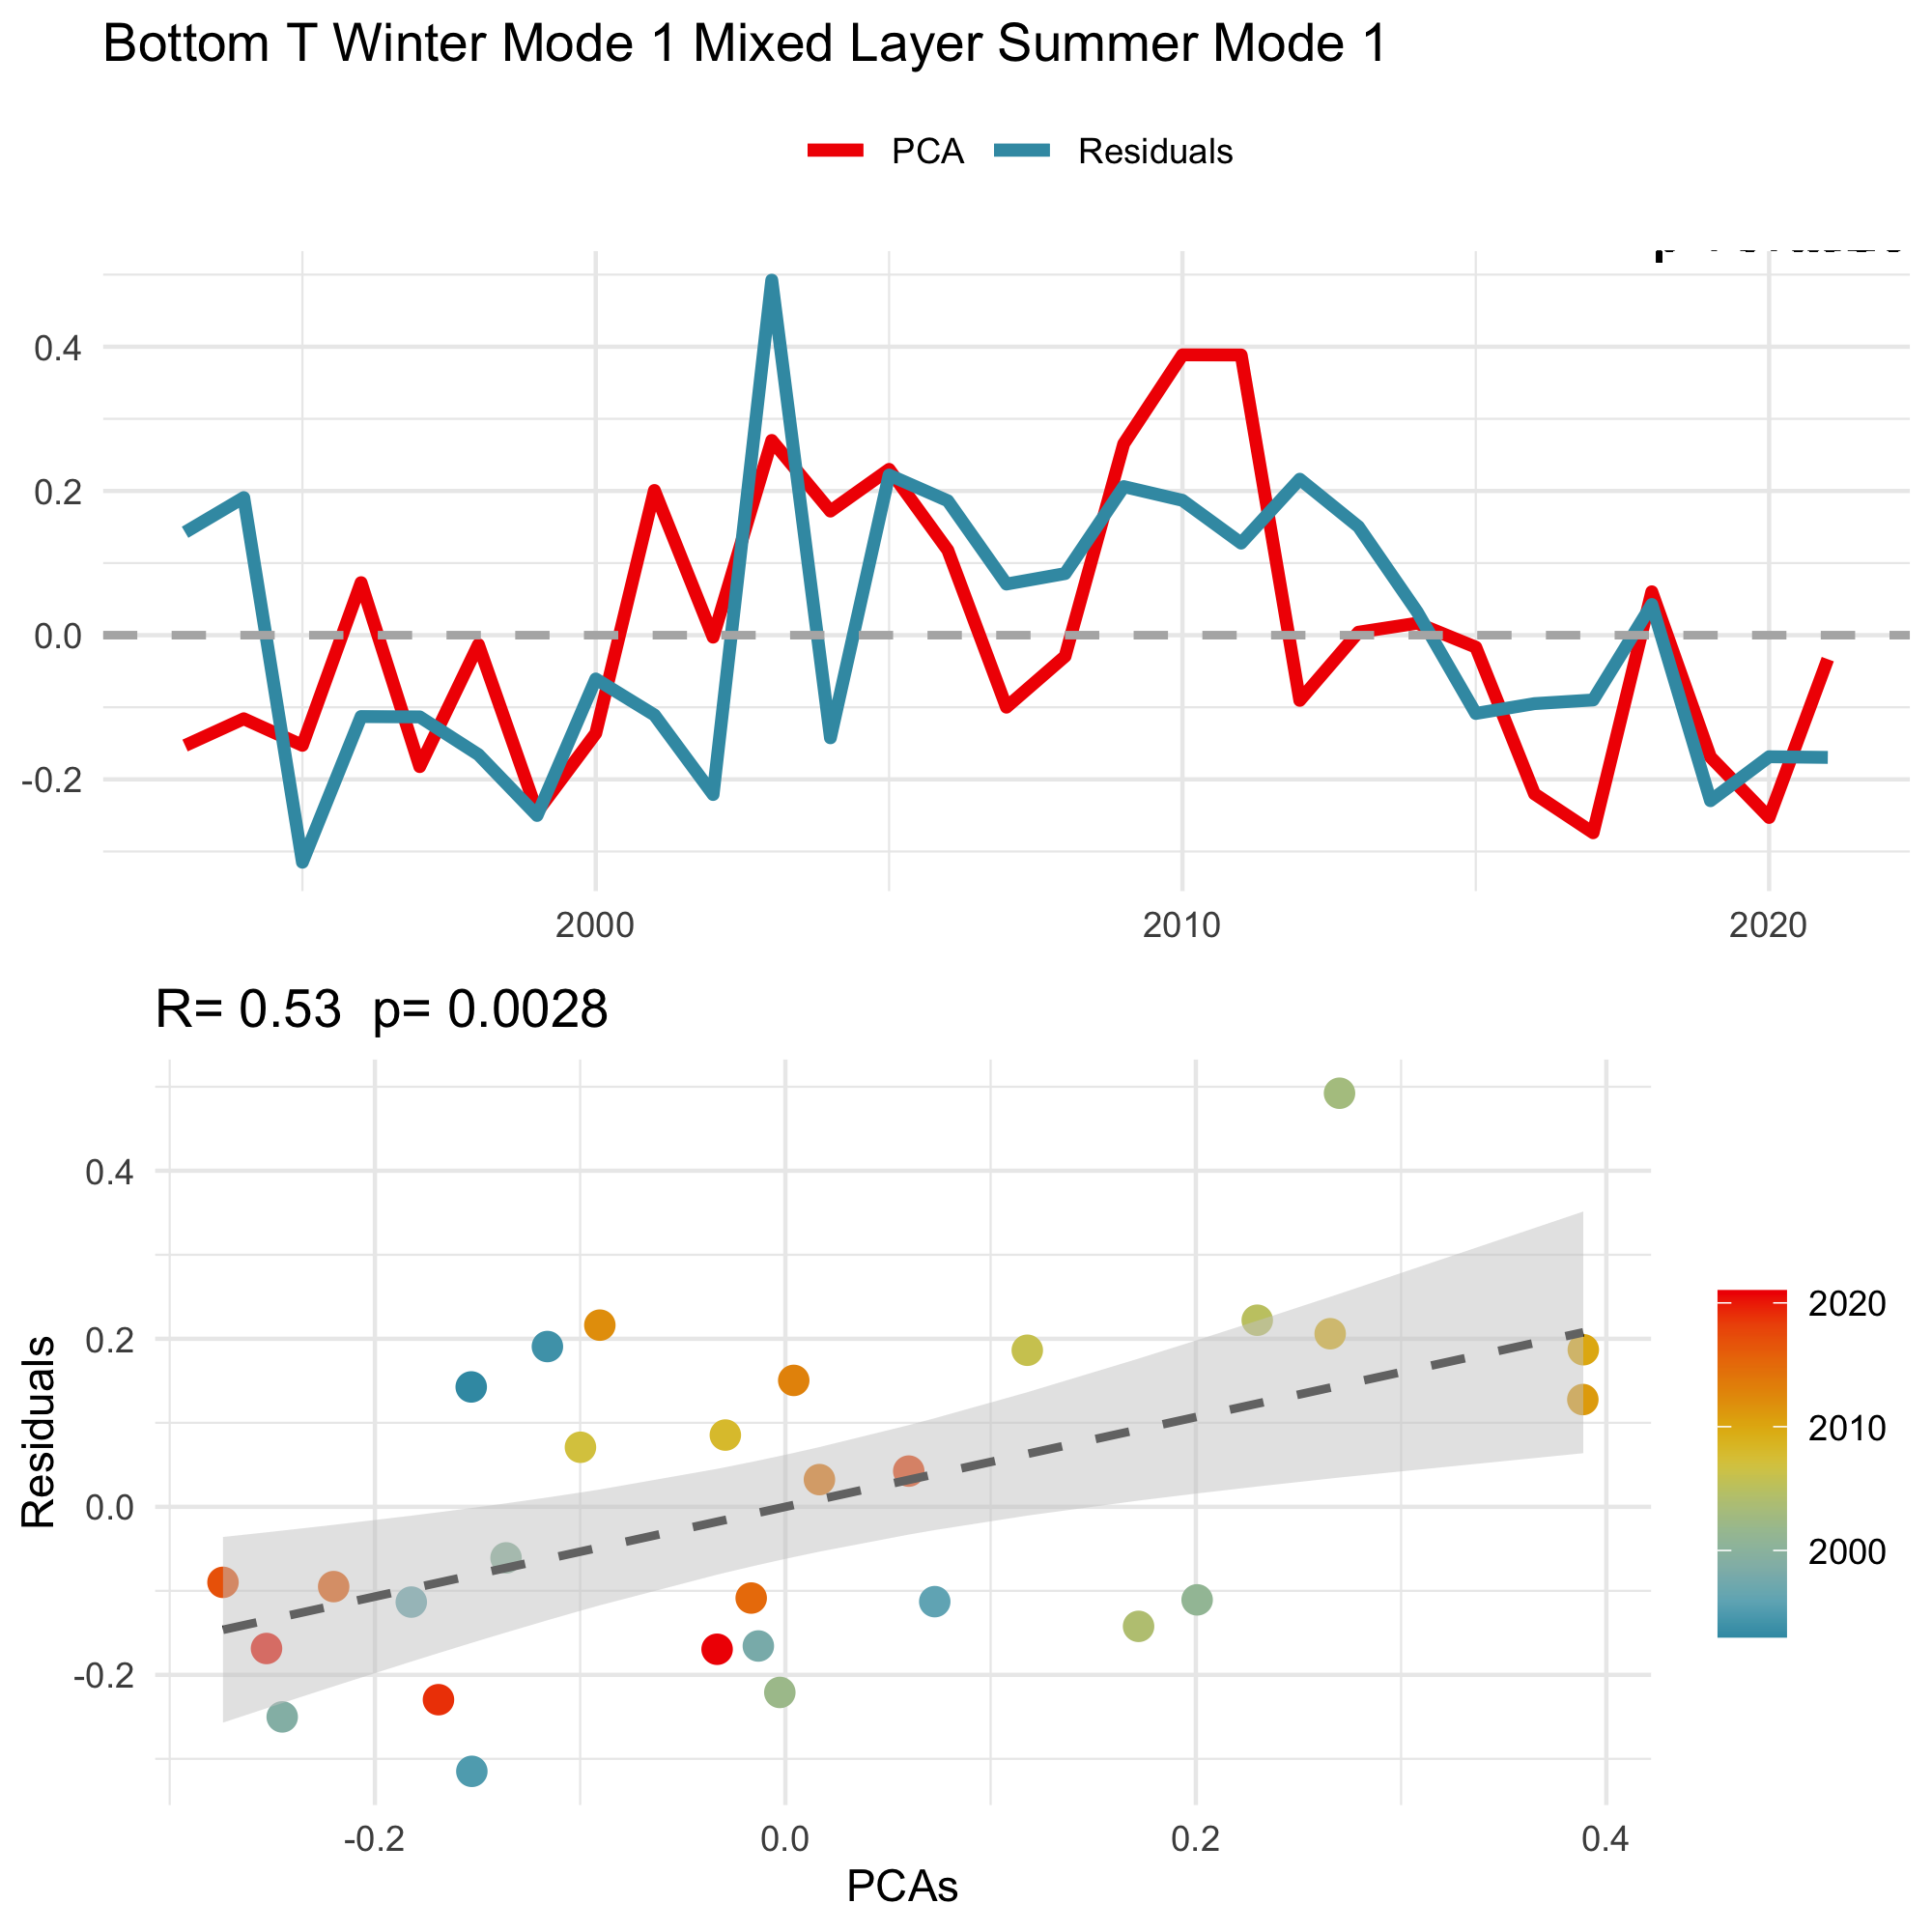 Bottom T Winter Mode 1 Mixed Layer Summer Mode 1
PCA Residuals
0.4
0.2
0.0
-0.2
2000 2010 2020
R= 0.53 p= 0.0028
Residuals
0.4
0.2
0.0
-0.2
-0.2 0.0 0.2 0.4
PCAs
2020
2010
2000